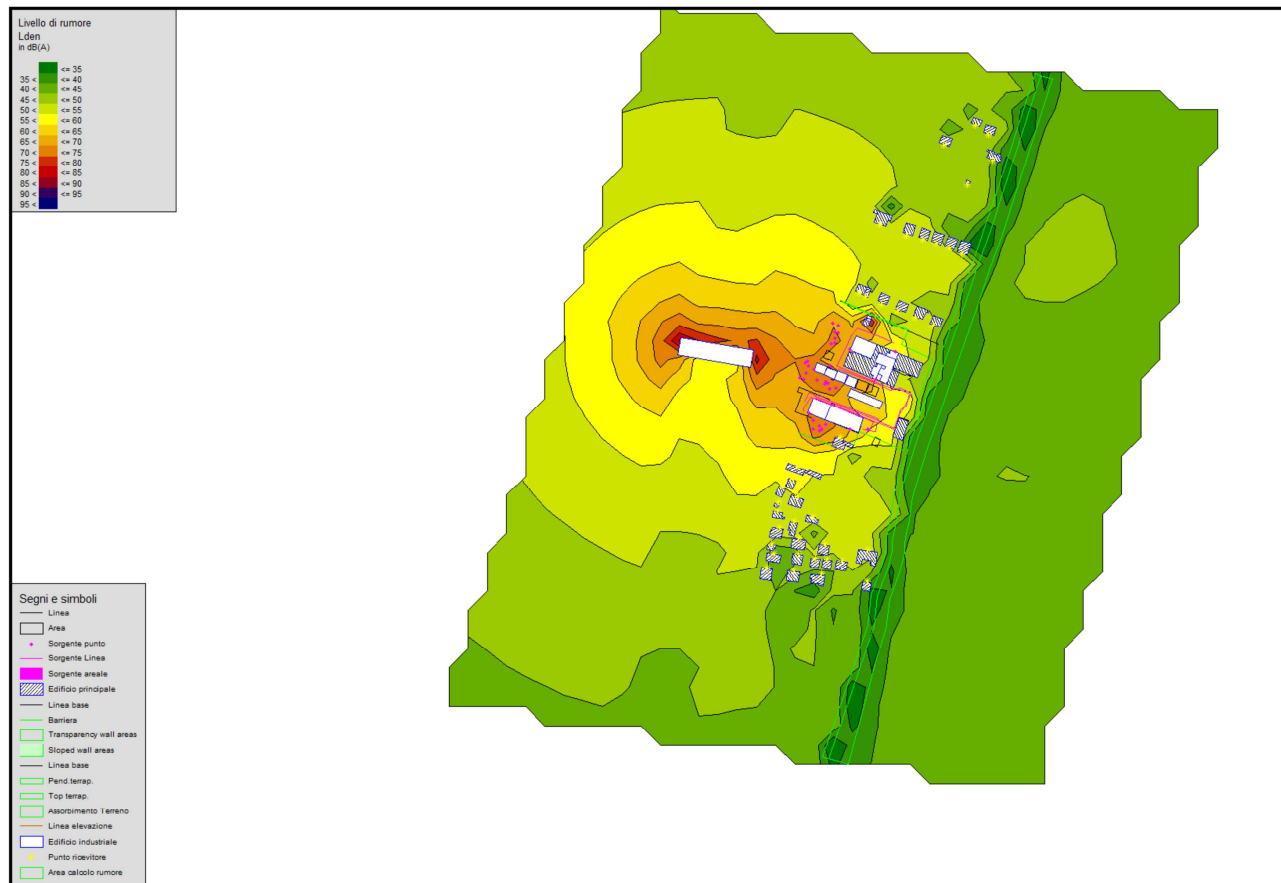 Livello di rumore
Lden
in dB(A)
<= 35
35 < <= 40
40 < <= 45
45 < <= 50
50 < <= 55
55 < <= 60
60 < <= 65
65 < <= 70
70 < <= 75
75 < <= 80
80 < <= 85
85 < <= 90
90 < <= 95
95 <
Segni e simboli
Linea
Area
Sorgente punto
Sorgente Linea
Sorgente areale
Edificio principale
Linea base
Barriera
Transparency wall areas
Sloped wall areas
Linea base
Pend.terrap.
Top terrap.
Assorbimento Terreno
Linea elevazione
Edificio industriale
Punto ricevitore
Area calcolo rumore